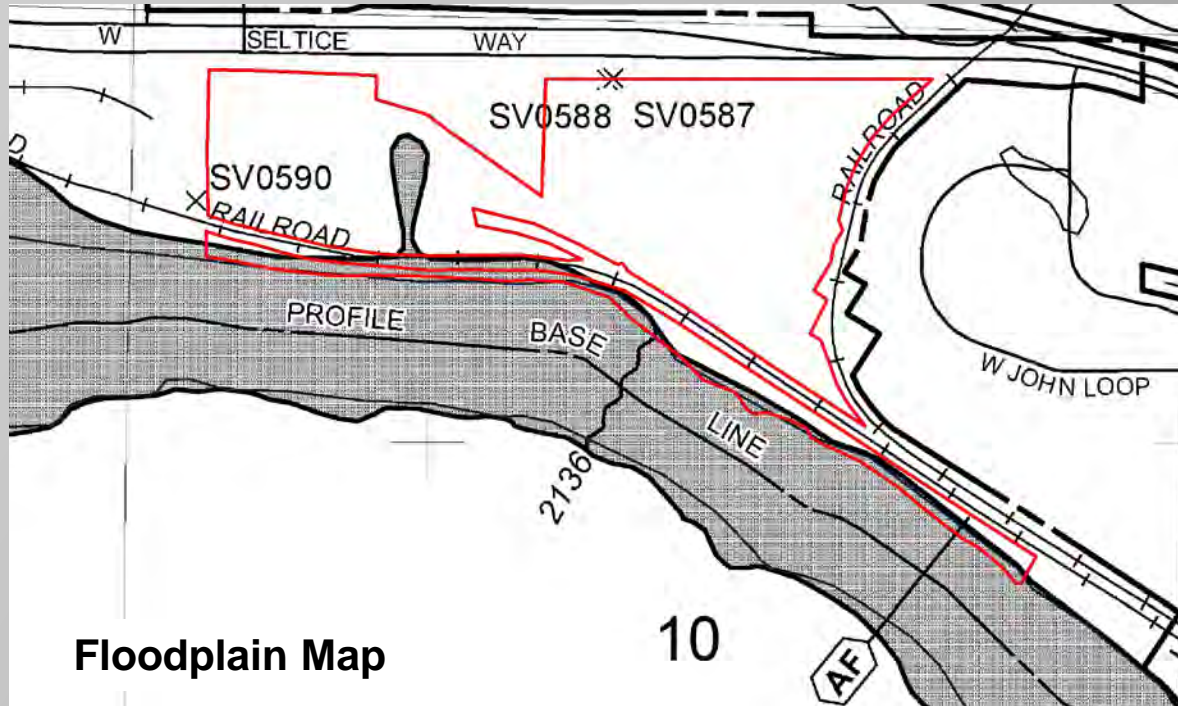 W SELTICE WAY
SV0588 SV0587
RAILROAD
D
SV0590
RAILROAD
PROFILE BASE LINE
W JOHN LOOP
2136
10
AF
Floodplain Map